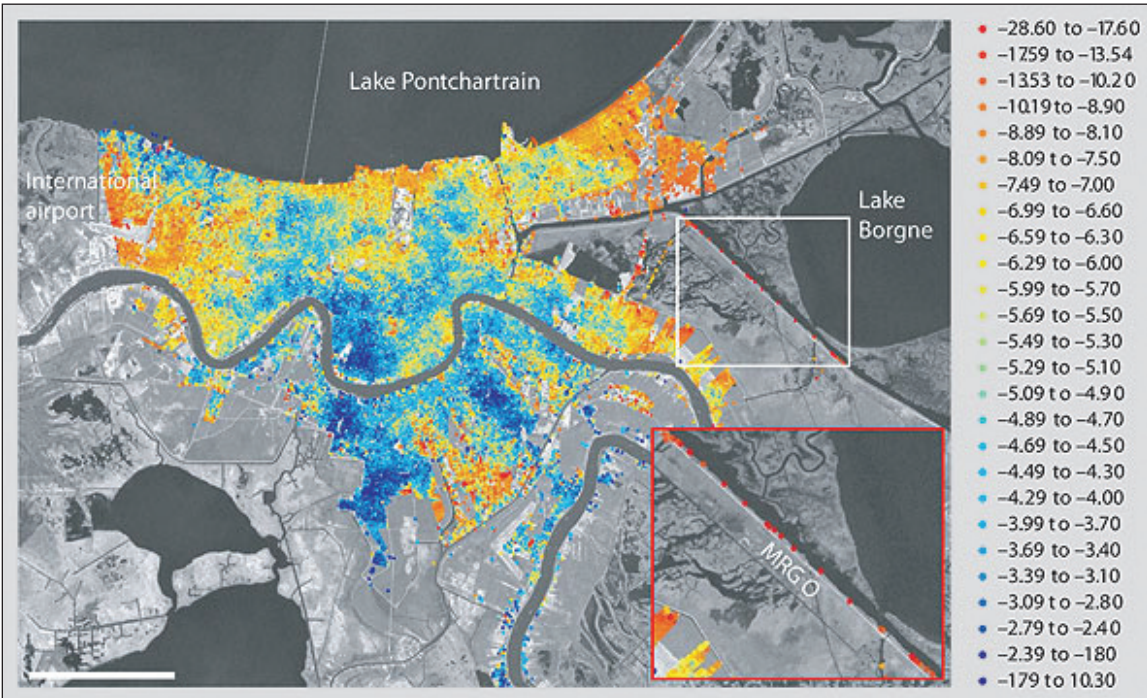 Lake Pontchartrain
International
airport
Lake
Borgne
MRG O
−28.60 to −17.60
−1759 to −13.54
−13.53 to −10.20
−10.19 to −8.90
−8.89 to −8.10
−8.09 to −7.50
−7.49 to −7.00
−6.99 to −6.60
−6.59 to −6.30
−6.29 to −6.00
−5.99 to −5.70
−5.69 to −5.50
−5.49 to −5.30
−5.29 to −5.10
−5.09 to −4.90
−4.89 to −4.70
−4.69 to −4.50
−4.49 to −4.30
−4.29 to −4.00
−3.99 to −3.70
−3.69 to −3.40
−3.39 to −3.10
−3.09 to −2.80
−2.79 to −2.40
−2.39 to −180
−179 to 10.30